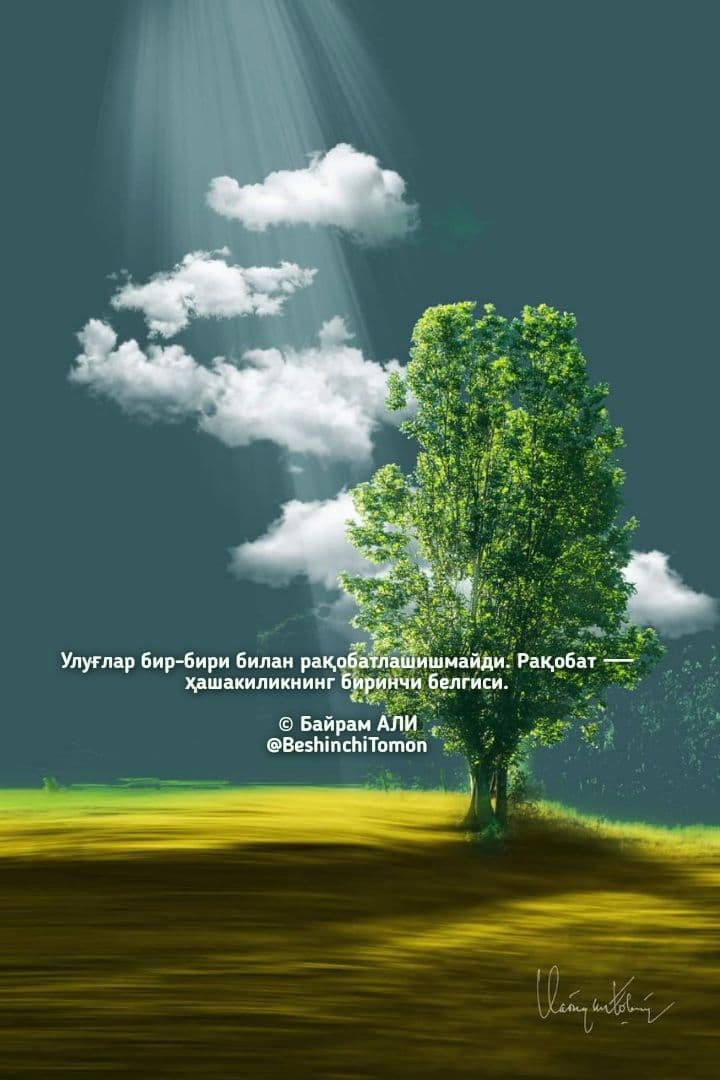 Улуғлар бир-бири билан рақобатлашишмайди. Рақобат —
ҳашакиликнинг биринчи белгиси.
© Байрам АЛИ
@BeshinchiTomon